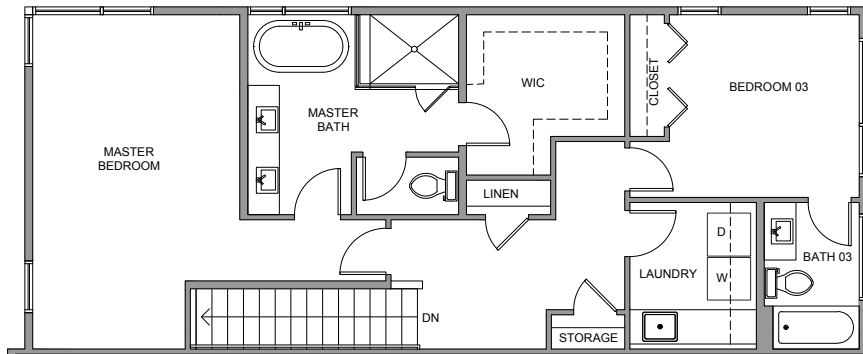 WIC
CLOSET
BEDROOM 03
MASTER
BATH
MASTER
BEDROOM
LINEN
D
W
LAUNDRY
BATH 03
DN
STORAGE